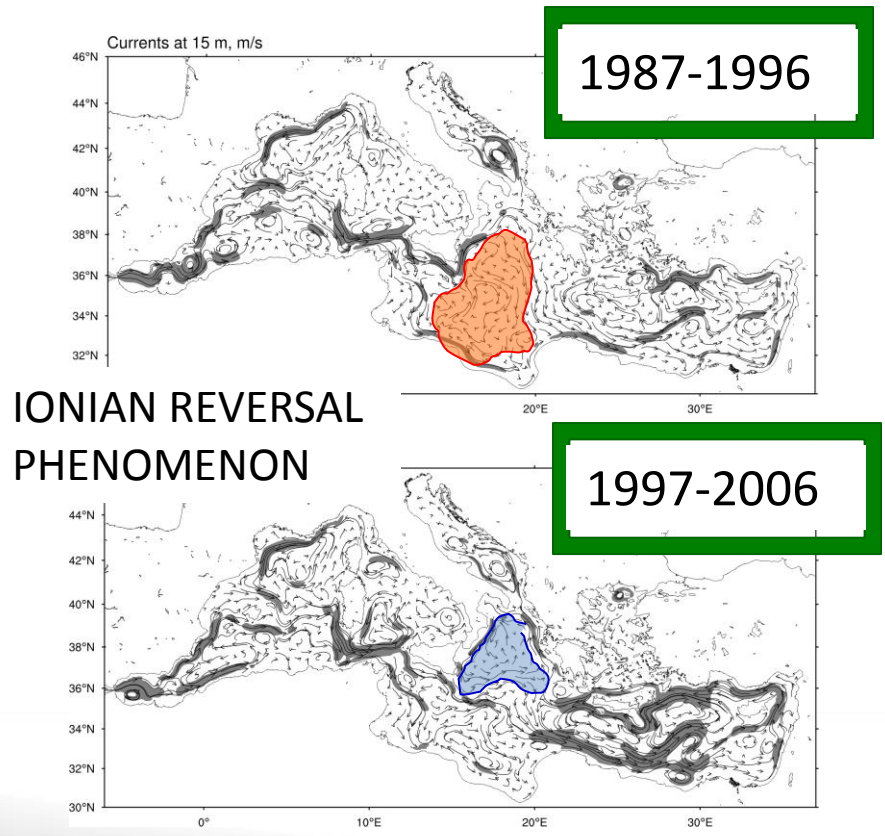 Currents at 15 m, m/s
1987-1996
46°N
44°N
42°N
40°N
38°N
36°N
34°N
32°N
20°E
30°E
IONIAN REVERSAL
PHENOMENON
1997-2006
44°N
42°N
40°N
38°N
36°N
34°N
32°N
30°N
0°
10°E
20°E
30°E